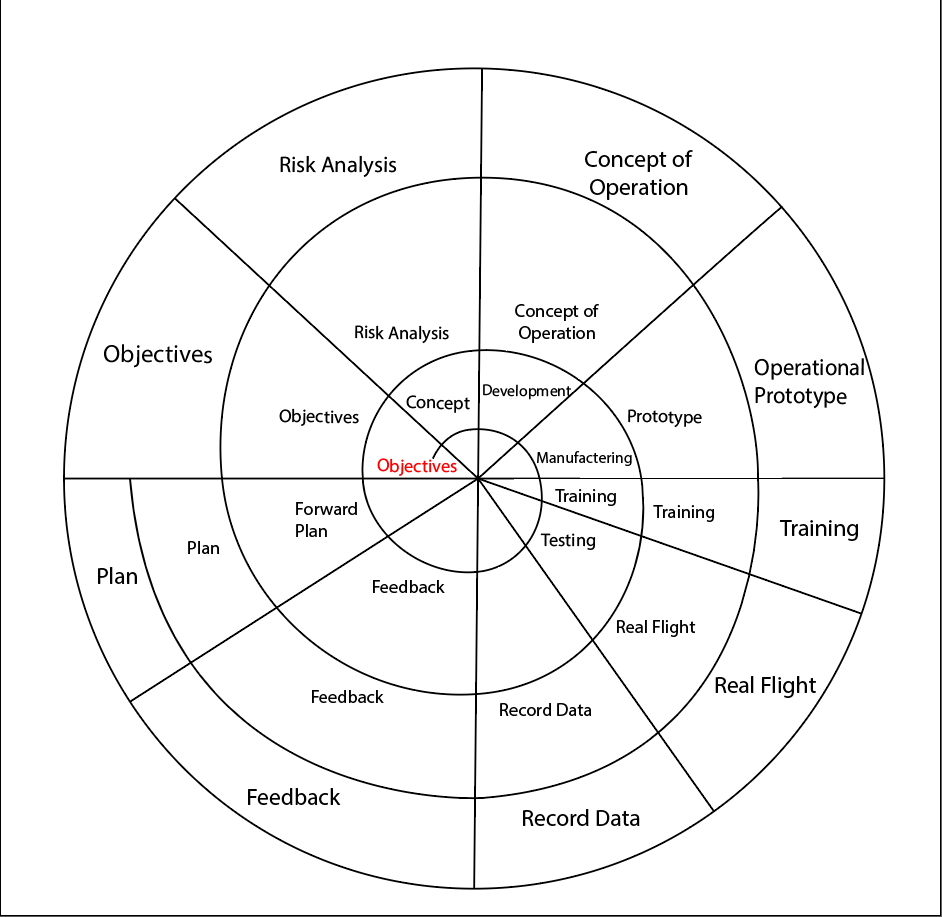 Risk Analysis
Concept of
Operation
Objectives
Operational
Prototype
Risk Analysis
Concept of
Operation
Objectives
Concept
Development
Prototype
Objectives
Manufactering
Training
Training
Training
Forward
Plan
Testing
Plan
Plan
Feedback
Real Flight
Real Flight
Feedback
Record Data
Feedback
Record Data